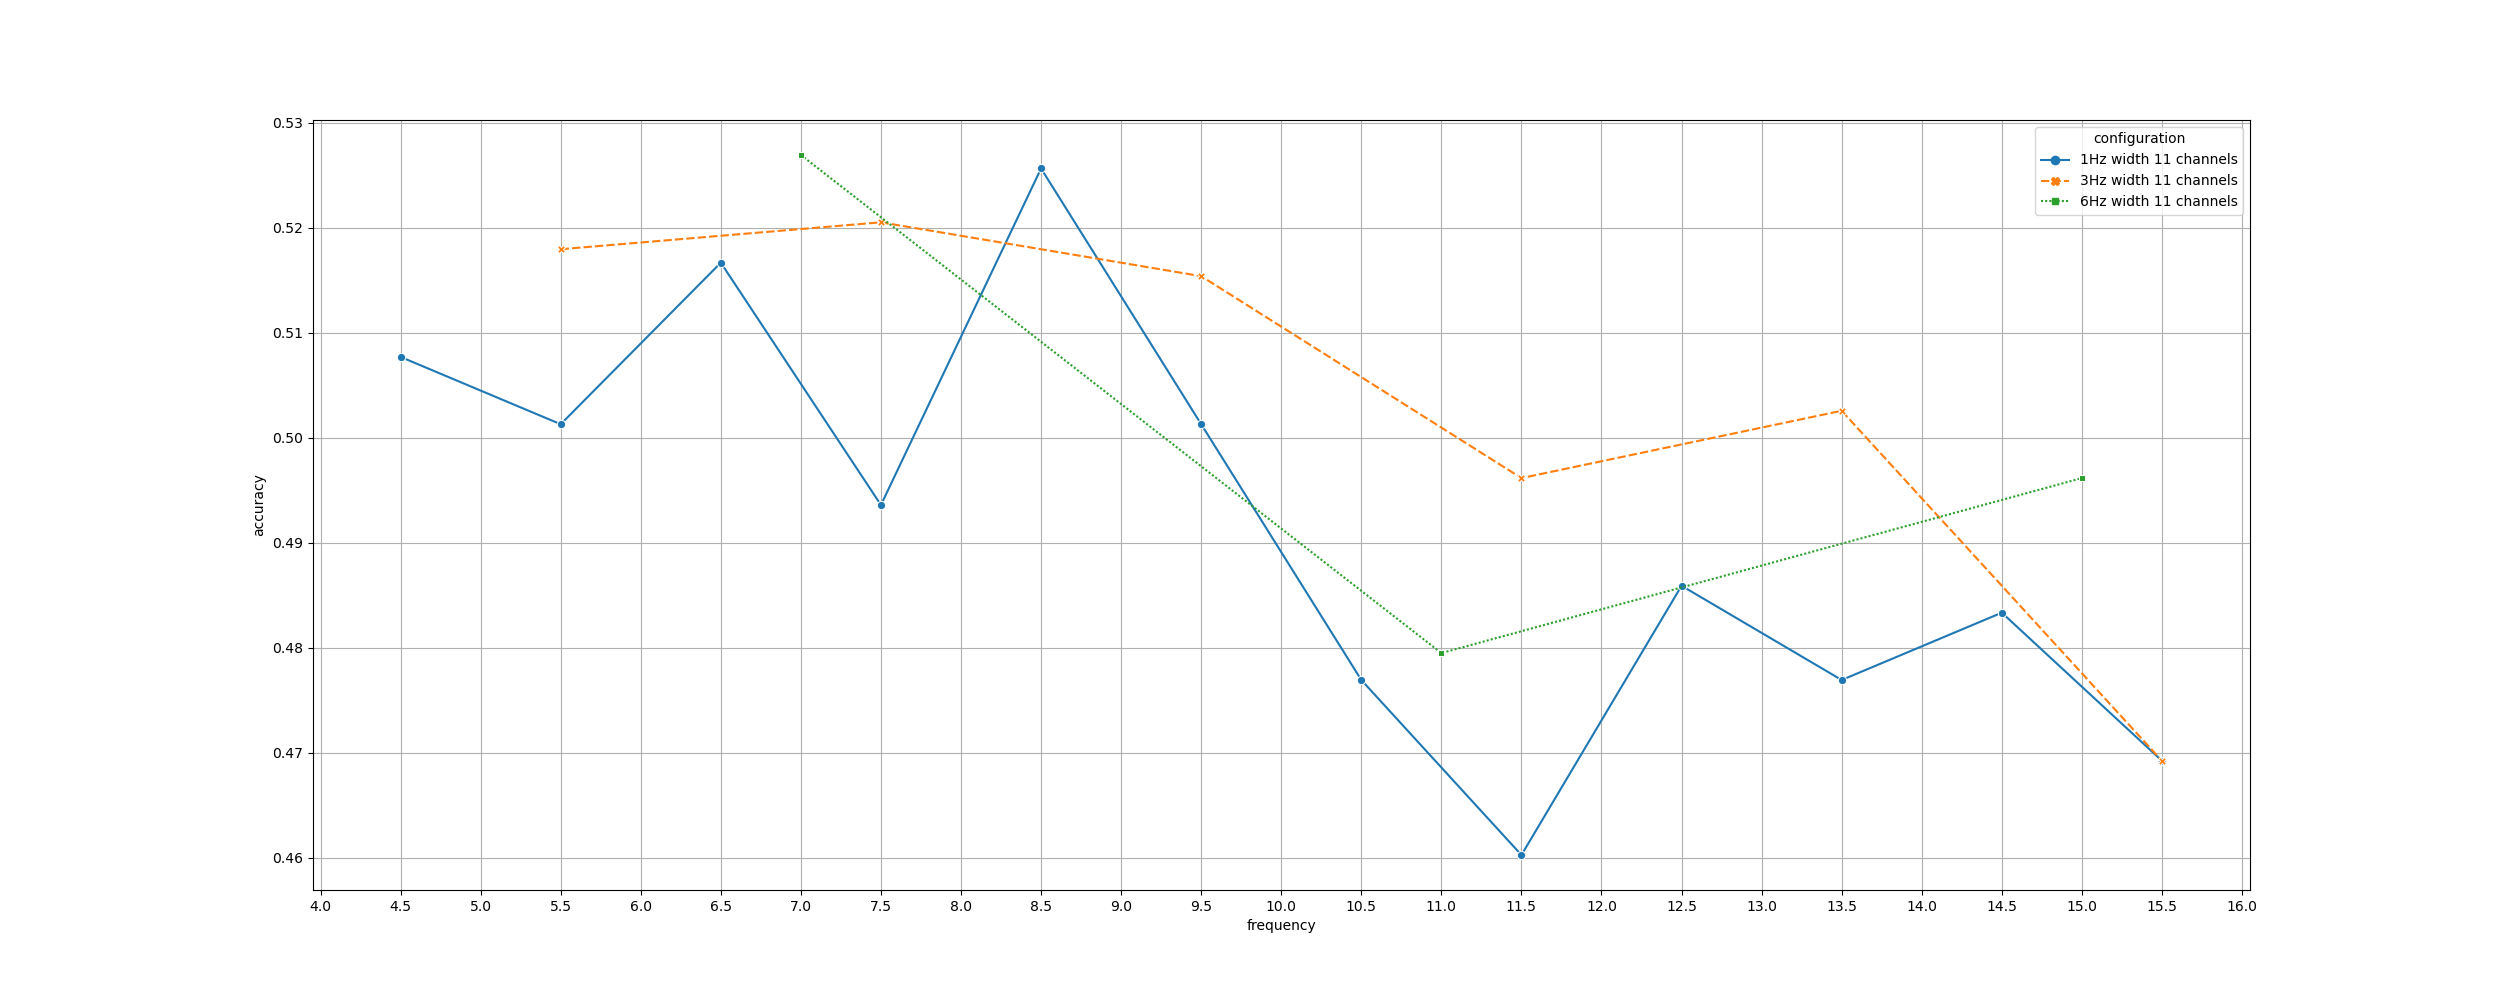 configuration
1Hz width 11 channels
3Hz width 11 channels
6Hz width 11 channels
0.53
0.52
0.51
0.50
0.49
0.48
0.47
0.46
accuracy
4.0 4.5 5.0 5.5 6.0 6.5 7.0 7.5 8.0 8.5 9.0 9.5 10.0 10.5 11.0 11.5 12.0 12.5 13.0 13.5 14.0 14.5 15.0 15.5 16.0
frequency